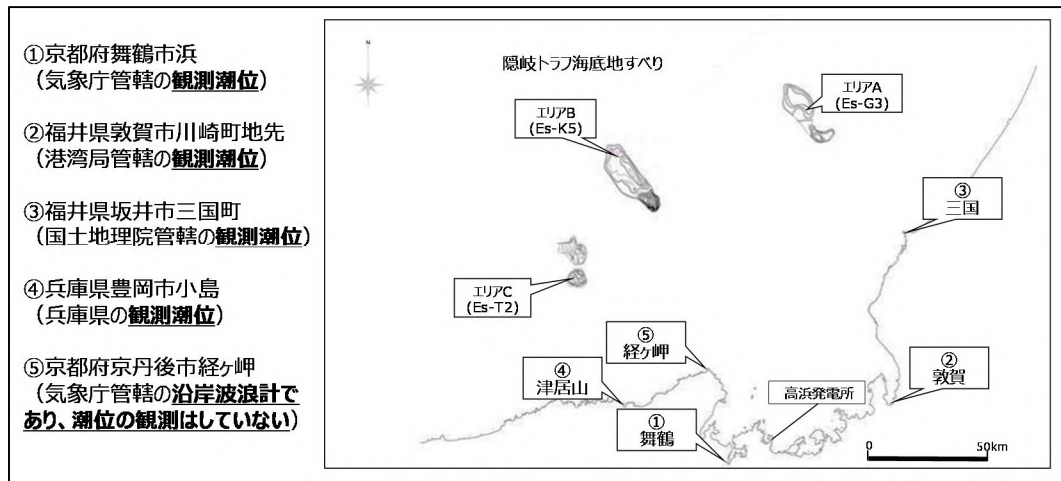 ①京都府舞鶴市浜
（気象庁管轄の観測潮位）
②福井県敦賀市川崎町地先
（港湾局管轄の観測潮位）
③福井県坂井市三国町
（国土地理院管轄の観測潮位）
④兵庫県豊岡市小島
（兵庫県の観測潮位）
⑤京都府京丹後市経ヶ岬
（気象庁管轄の沿岸波浪計で
あり、潮位の観測はしていない）
N
隠岐トラフ海底地すべり
エリアA
(Es-G3)
エリアB
(Es-K5)
③
三国
エリアC
(Es-T2)
⑤
経ケ岬
④
津居山
②
敦賀
高浜発電所
①
舞鶴
0
50km